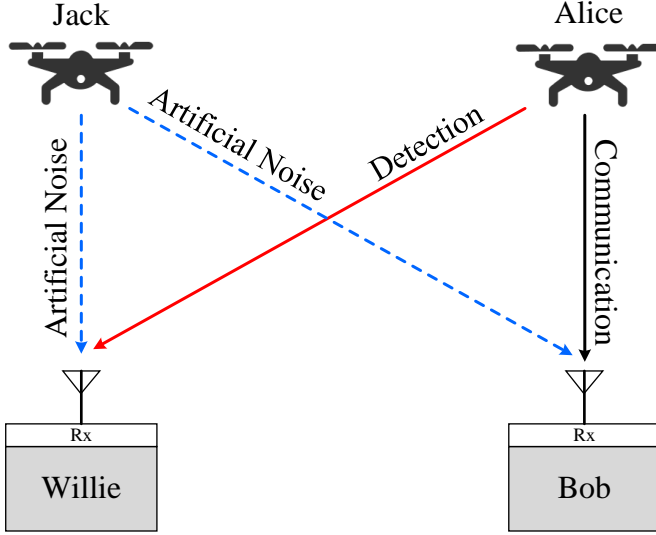 Jack
Alice
Artificial Noise
Detection
Artificial Noise
Communication
Rx
Rx
Willie
Bob